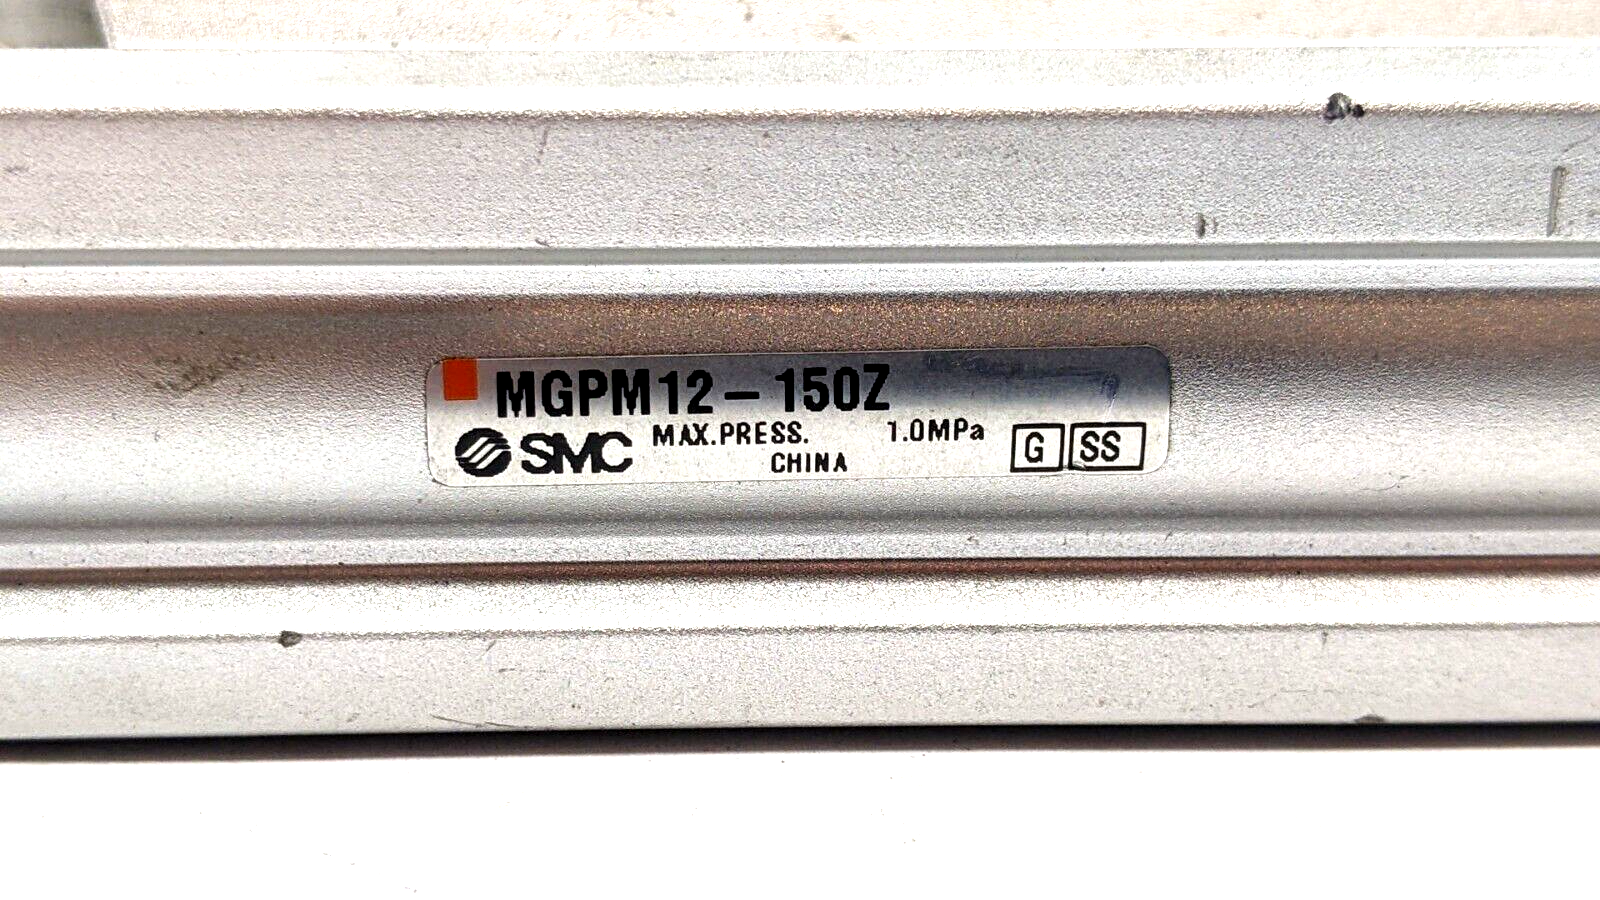 MGPM12-150Z
SMC MAX.PRESS. 1.0MPa
CHINA
G SS